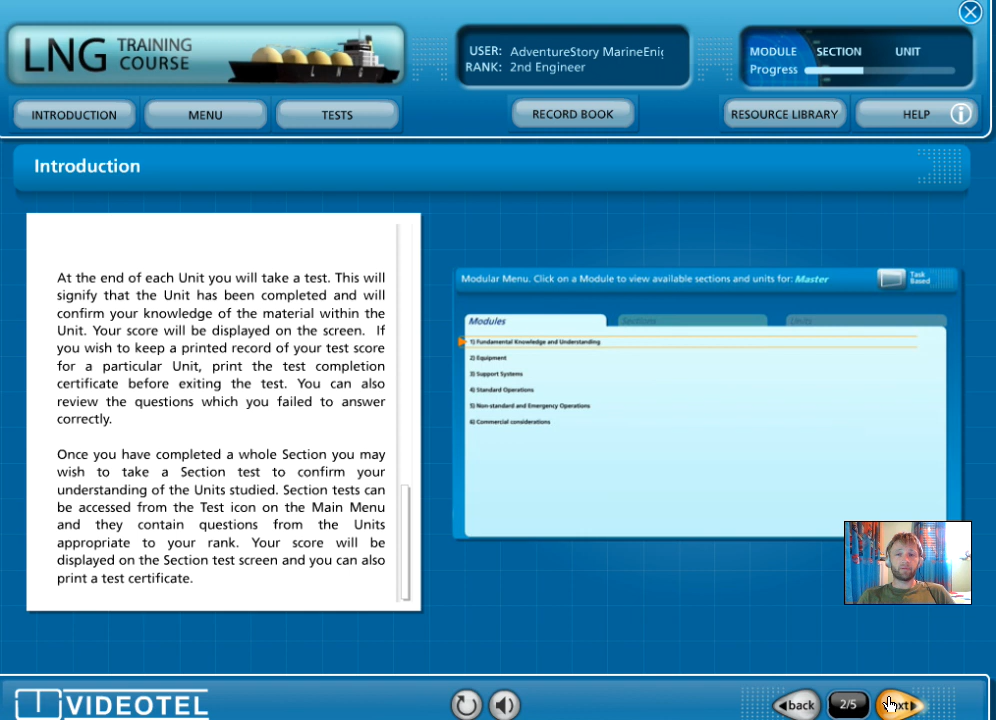 LNG TRAINING COURSE
L N G
USER: AdventureStory MarineEni
RANK: 2nd Engineer
MODULE SECTION UNIT
Progress
INTRODUCTION MENU TESTS RECORD BOOK RESOURCE LIBRARY HELP i
Introduction
At the end of each Unit you will take a test. This will
signify that the Unit has been completed and will
confirm your knowledge of the material within the
Unit. Your score will be displayed on the screen. If
you wish to keep a printed record of your test score
for a particular Unit, print the test completion
certificate before exiting the test. You can also
review the questions which you failed to answer
correctly.
Once you have completed a whole Section you may
wish to take a Section test to confirm your
understanding of the Units studied. Section tests can
be accessed from the Test icon on the Main Menu
and they contain questions from the Units
appropriate to your rank. Your score will be
displayed on the Section test screen and you can also
print a test certificate.
Modular Menu. Click on a Module to view available sections and units for: Master
Task Based
Modules Sections Units
1) Fundamental Knowledge and Understanding
2) Equipment
3) Support Systems
4) Standard Operations
5) Non-standard and Emergency Operations
6) Commercial considerations
VIDEOTEL
back 2/5